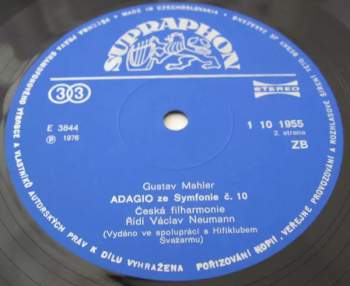 VŠECHNA PRÁVA GRAMOFONOVÉHO VÝROBCE A VLASTNÍKŮ AUTORSKÝCH PRÁV K DÍLU VYHRAŽENA
POŘIZOVÁNÍ KOPIÍ, VEŘEJNÉ PROVOZOVÁNÍ A ROZHLASOVÉ
MADE IN CZECHOSLOVAKIA
SUPRAPHON
33
STEREO
E 3844
℗ 1976
1 10 1955
2. strana
ZB
Gustav Mahler
ADAGIO ze Symfonie č. 10
Česká filharmonie
Řídí Václav Neumann
(Vydáno ve spolupráci s Hifiklubem
Svazarmu)